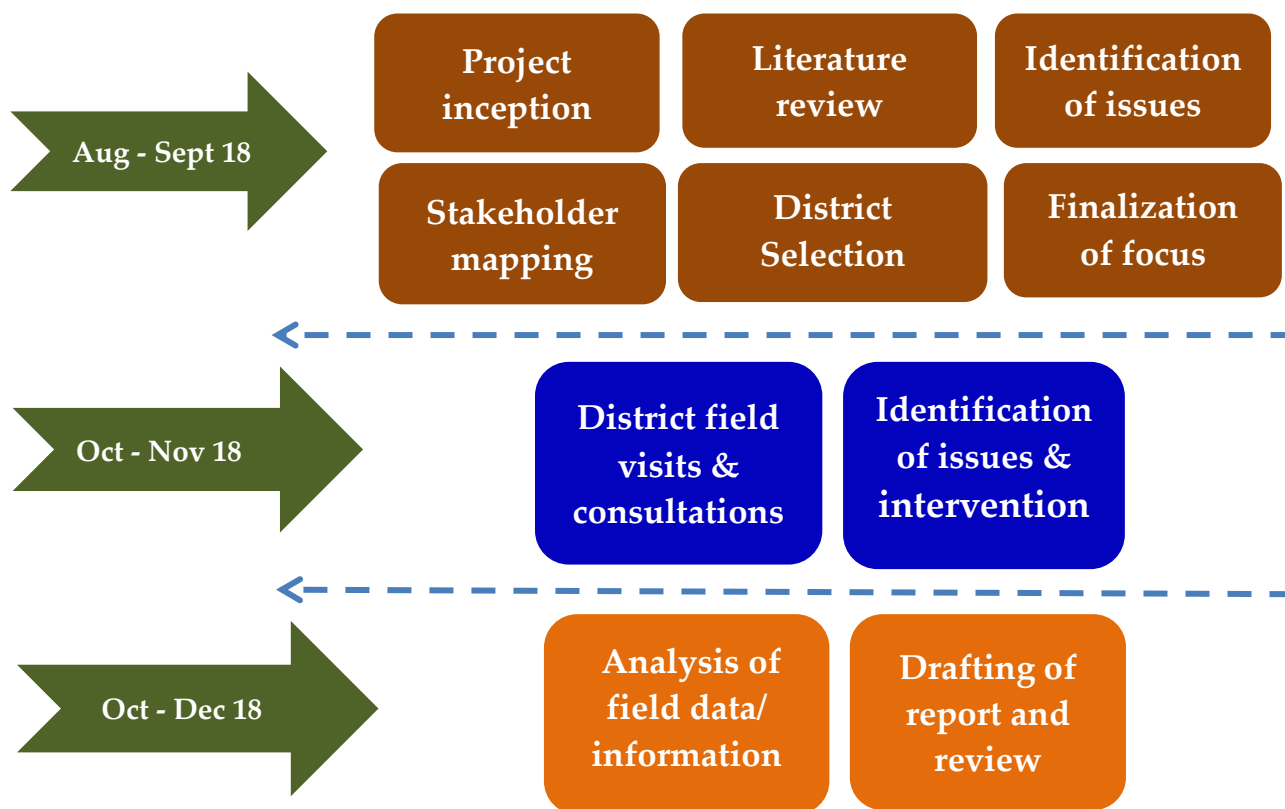 Aug - Sept 18
Project
inception
Literature
review
Identification
of issues
Stakeholder
mapping
District
Selection
Finalization
of focus
Oct - Nov 18
District field
visits &
consultations
Identification
of issues &
intervention
Oct - Dec 18
Analysis of
field data/
information
Drafting of
report and
review